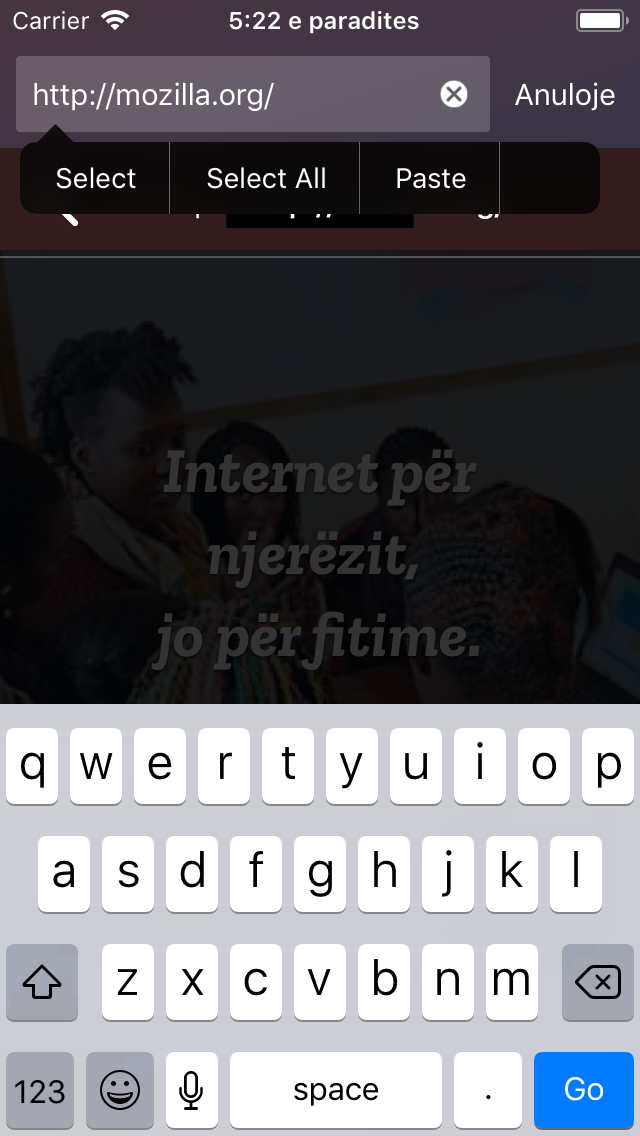 Carrier 5:22 e paradites
http://mozilla.org/ Anuloje
Select Select All Paste
Internet për
njerëzit,
jo për fitime.
q w e r t y u i o p
a s d f g h j k l
z x c v b n m
123 space . Go